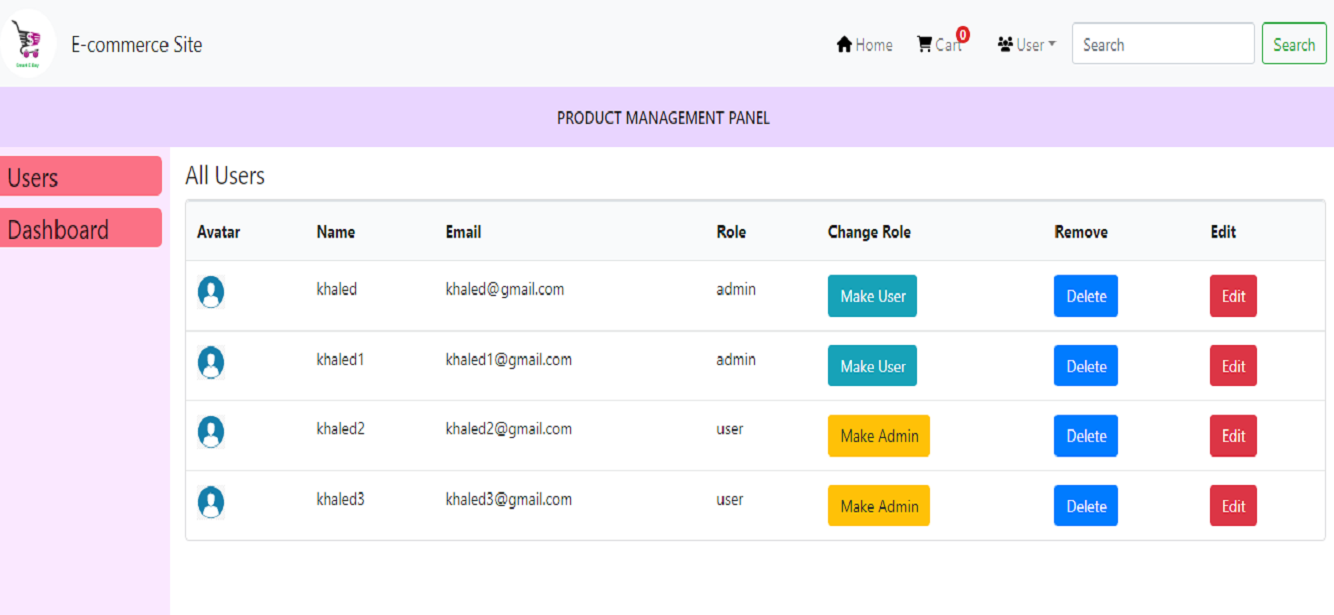 E-commerce Site
Home Cart 0 User Search Search
PRODUCT MANAGEMENT PANEL
Users
Dashboard
All Users
Avatar Name Email Role Change Role Remove Edit
khaled khaled@gmail.com admin Make User Delete Edit
khaled1 khaled1@gmail.com admin Make User Delete Edit
khaled2 khaled2@gmail.com user Make Admin Delete Edit
khaled3 khaled3@gmail.com user Make Admin Delete Edit